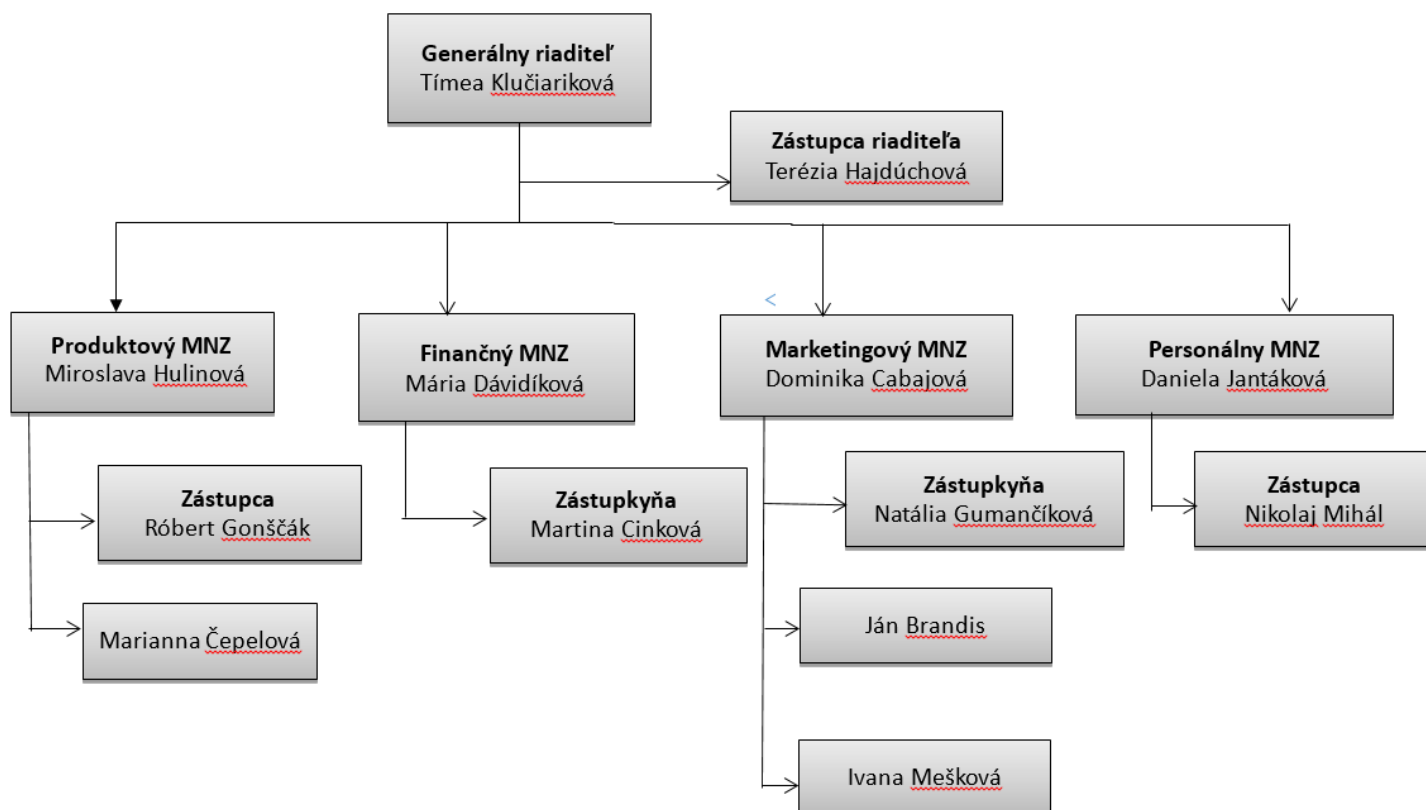 Generálny riaditeľ
Tímea Klučiariková
Zástupca riaditeľa
Terézia Hajdúchová
<
Produktový MNZ
Miroslava Hulinová
Finančný MNZ
Mária Dávidíková
Marketingový MNZ
Dominika Cabajová
Personálny MNZ
Daniela Jantáková
Zástupca
Róbert Gonščák
Zástupkyňa
Martina Cinková
Zástupkyňa
Natália Gumančíková
Zástupca
Nikolaj Mihál
Marianna Čepelová
Ján Brandis
Ivana Mešková